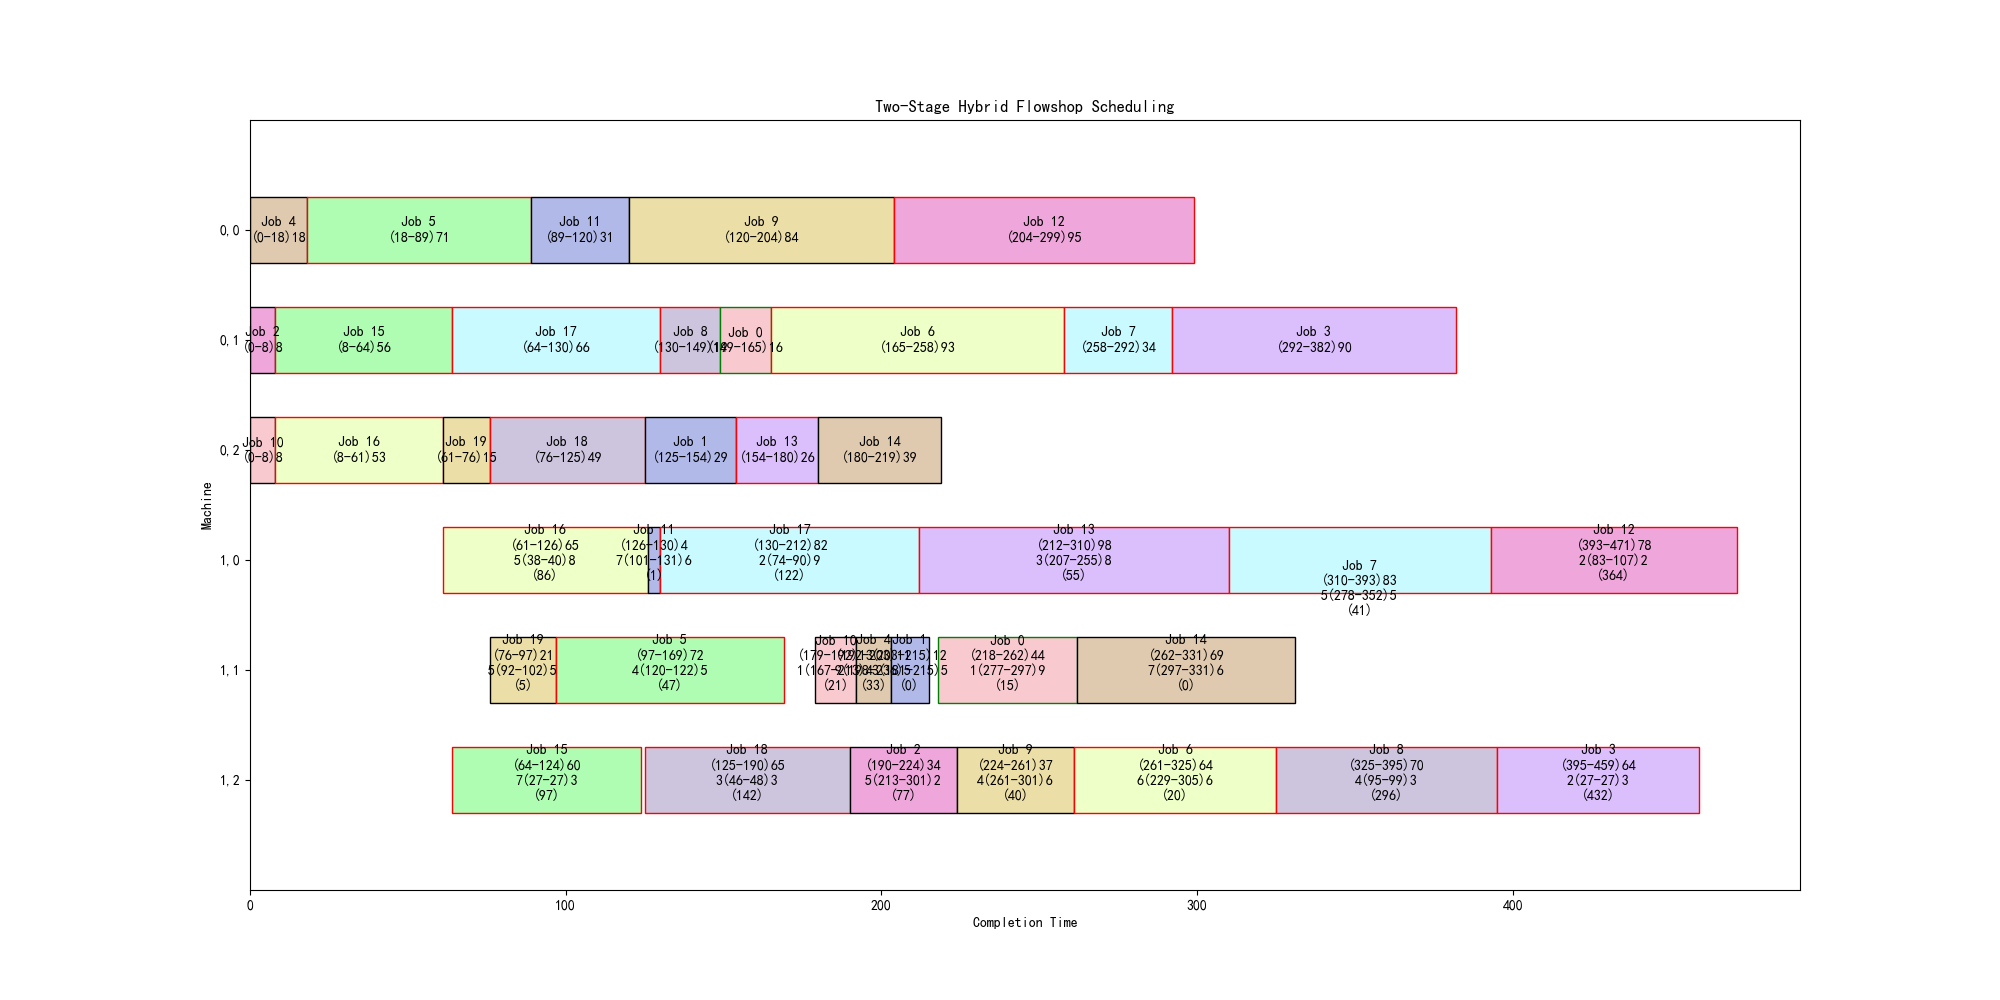 Two-Stage Hybrid Flowshop Scheduling
Machine
0,0
Job 4
(0-18)18
Job 5
(18-89)71
Job 11
(89-120)31
Job 9
(120-204)84
Job 12
(204-299)95
0,1
Job 2
(0-8)8
Job 15
(8-64)56
Job 17
(64-130)66
Job 8
(130-149)19
Job 0
(149-165)16
Job 6
(165-258)93
Job 7
(258-292)34
Job 3
(292-382)90
0,2
Job 10
(0-8)8
Job 16
(8-61)53
Job 19
(61-76)15
Job 18
(76-125)49
Job 1
(125-154)29
Job 13
(154-180)26
Job 14
(180-219)39
1,0
Job 16
(61-126)65
5(38-40)8
(86)
Job 11
(126-130)4
7(101-131)6
(1)
Job 17
(130-212)82
2(74-90)9
(122)
Job 13
(212-310)98
3(207-255)8
(55)
Job 7
(310-393)83
5(278-352)5
(41)
Job 12
(393-471)78
2(83-107)2
(364)
1,1
Job 19
(76-97)21
5(92-102)5
(5)
Job 5
(97-169)72
4(120-122)5
(47)
Job 10
(21)
Job 4
(33)
Job 1
(203-215)12
(0)
Job 0
(218-262)44
1(277-297)9
(15)
Job 14
(262-331)69
7(297-331)6
(0)
1,2
Job 15
(64-124)60
7(27-27)3
(97)
Job 18
(125-190)65
3(46-48)3
(142)
Job 2
(190-224)34
5(213-301)2
(77)
Job 9
(224-261)37
4(261-301)6
(40)
Job 6
(261-325)64
6(229-305)6
(20)
Job 8
(325-395)70
4(95-99)3
(296)
Job 3
(395-459)64
2(27-27)3
(432)
0
100
200
300
400
Completion Time